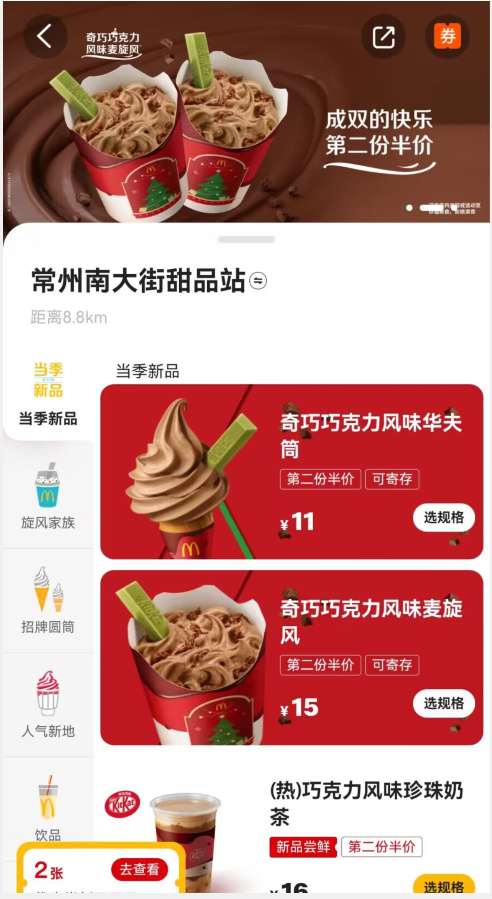 奇巧巧克力
风味麦旋风
券
成双的快乐
第二份半价
常州南大街甜品站
距离8.8km
当季
新品
当季新品
当季新品
奇巧巧克力风味华夫
筒
第二份半价 可寄存
¥11
选规格
旋风家族
招牌圆筒
奇巧巧克力风味麦旋
风
第二份半价 可寄存
¥15
选规格
人气新地
饮品
KitKat
(热)巧克力风味珍珠奶
茶
新品尝鲜 第二份半价
¥16
选规格
2张
去查看